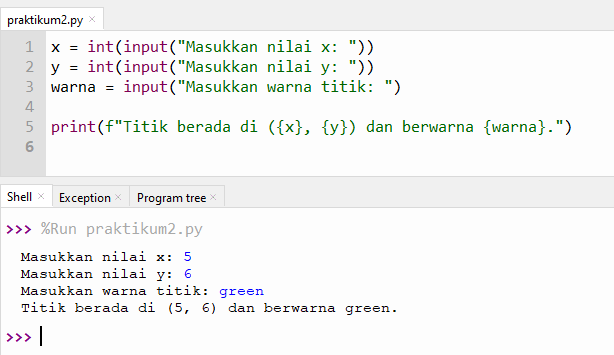 praktikum2.py ×
1 x = int(input("Masukkan nilai x: "))
2 y = int(input("Masukkan nilai y: "))
3 warna = input("Masukkan warna titik: ")
4
5 print(f"Titik berada di ({x}, {y}) dan berwarna {warna}.")
6
Shell × Exception × Program tree ×
>>> %Run praktikum2.py
Masukkan nilai x: 5
Masukkan nilai y: 6
Masukkan warna titik: green
Titik berada di (5, 6) dan berwarna green.
>>>